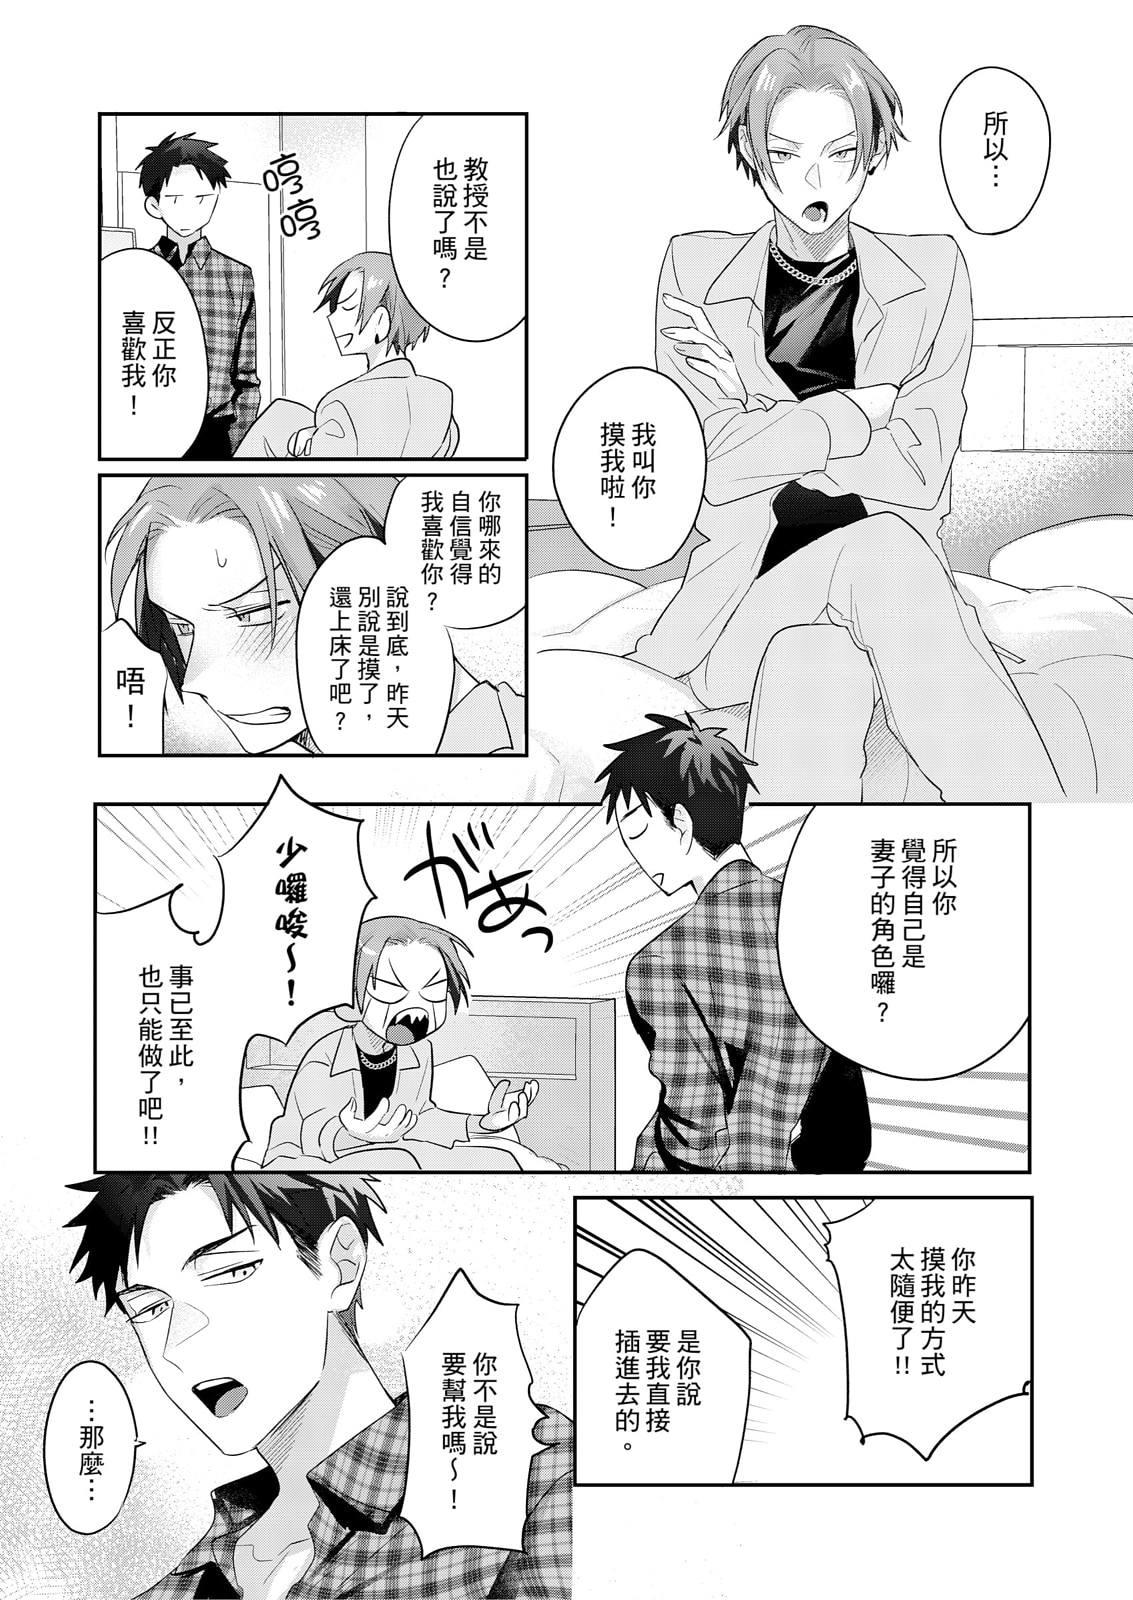 所以…
我叫你
摸我啦！
教授不是
也說了嗎？
哼
哼
反正你
喜歡我！
你哪來的
自信覺得
我喜歡你？
說到底，昨天
別說是摸了，
還上床了吧？
唔！
所以你
覺得自己是
妻子的角色囉？
がぁっ
少囉唆～！
事已至此，
也只能做了吧!!
你昨天
摸我的方式
太隨便了!!
是你說
要我直接
插進去的。
你不是說
要幫我嗎～！
…那麼…